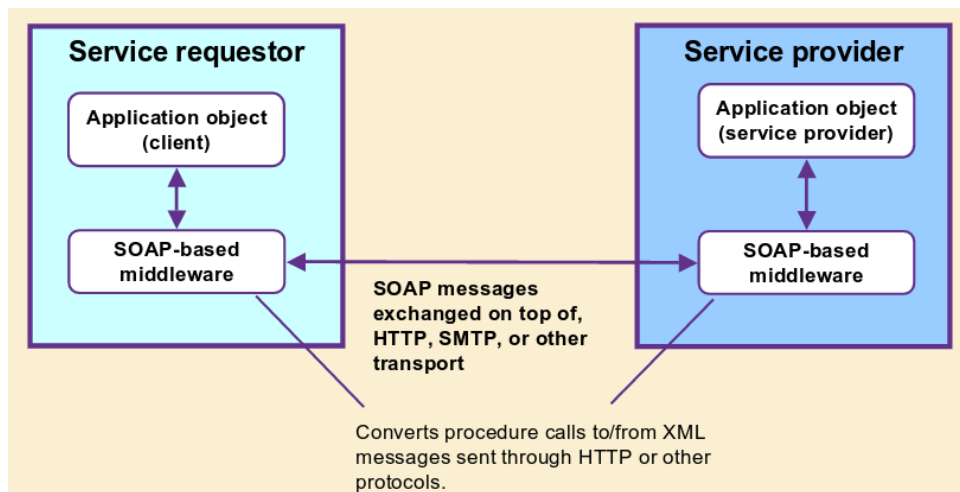 Service requestor
Application object
(client)
SOAP-based
middleware
Service provider
Application object
(service provider)
SOAP-based
middleware
SOAP messages
exchanged on top of,
HTTP, SMTP, or other
transport
Converts procedure calls to/from XML
messages sent through HTTP or other
protocols.